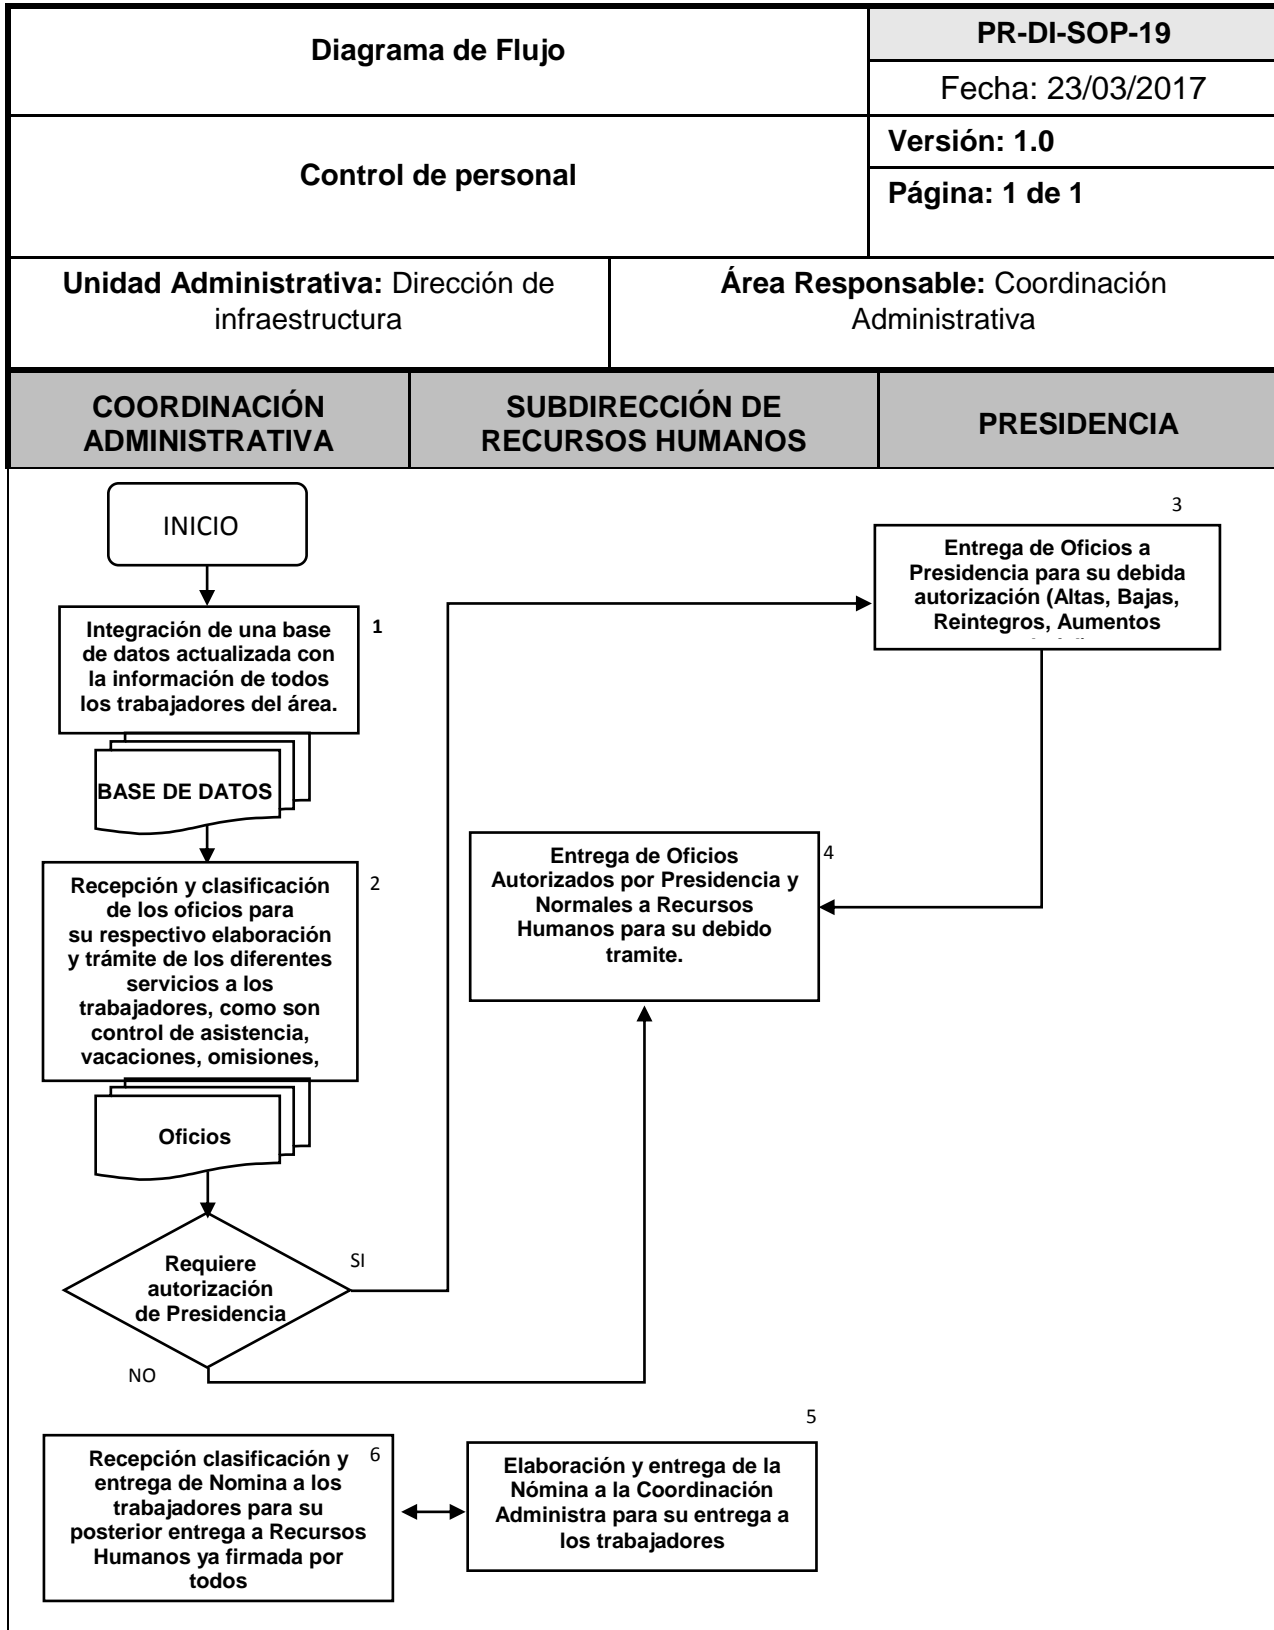 Diagrama de Flujo
PR-DI-SOP-19
Fecha: 23/03/2017
Control de personal
Versión: 1.0
Página: 1 de 1
Unidad Administrativa: Dirección de
infraestructura
Área Responsable: Coordinación
Administrativa
COORDINACIÓN
ADMINISTRATIVA
SUBDIRECCIÓN DE
RECURSOS HUMANOS
PRESIDENCIA
INICIO
3
Entrega de Oficios a
Presidencia para su debida
autorización (Altas, Bajas,
Reintegros, Aumentos
1
Integración de una base
de datos actualizada con
la información de todos
los trabajadores del área.
BASE DE DATOS
2
Recepción y clasificación
de los oficios para
su respectivo elaboración
y trámite de los diferentes
servicios a los
trabajadores, como son
control de asistencia,
vacaciones, omisiones,
4
Entrega de Oficios
Autorizados por Presidencia y
Normales a Recursos
Humanos para su debido
tramite.
Oficios
Requiere
autorización
de Presidencia
SI
NO
5
Elaboración y entrega de la
Nómina a la Coordinación
Administra para su entrega a
los trabajadores
6
Recepción clasificación y
entrega de Nomina a los
trabajadores para su
posterior entrega a Recursos
Humanos ya firmada por
todos